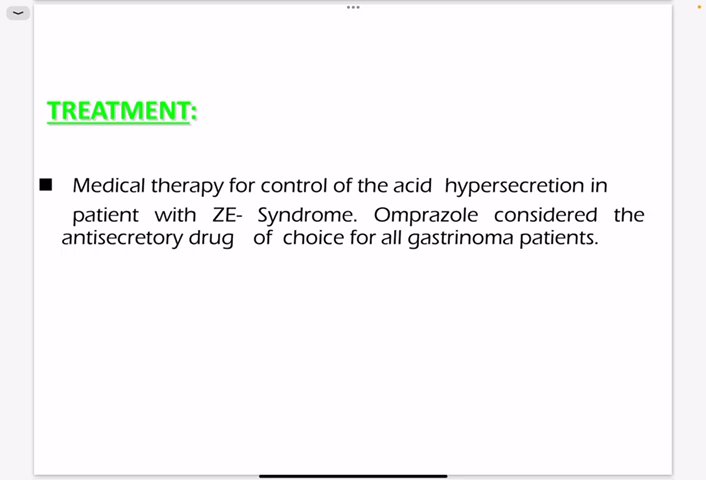 TREATMENT:
■ Medical therapy for control of the acid hypersecretion in
patient with ZE- Syndrome. Omprazole considered the
antisecretory drug of choice for all gastrinoma patients.